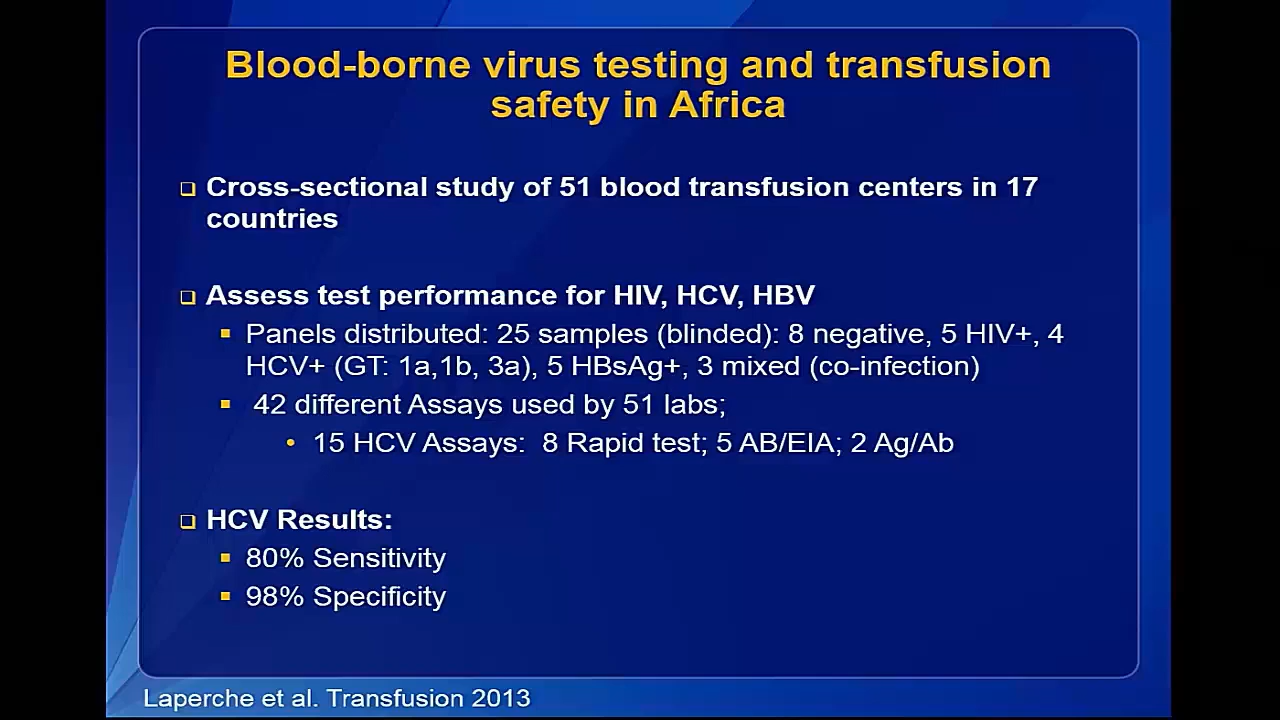 Blood-borne virus testing and transfusion
safety in Africa
Cross-sectional study of 51 blood transfusion centers in 17
countries
Assess test performance for HIV, HCV, HBV
Panels distributed: 25 samples (blinded): 8 negative, 5 HIV+, 4
HCV+ (GT: 1a,1b, 3a), 5 HBsAg+, 3 mixed (co-infection)
42 different Assays used by 51 labs;
15 HCV Assays: 8 Rapid test; 5 AB/EIA; 2 Ag/Ab
HCV Results:
80% Sensitivity
98% Specificity
Laperche et al. Transfusion 2013